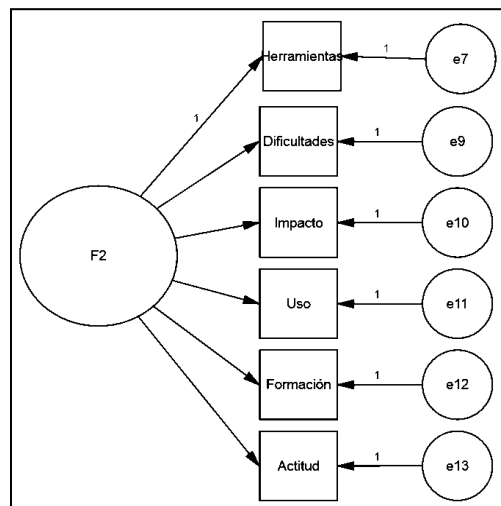 Herramientas
1
e7
1
Dificultades
1
e9
Impacto
1
e10
F2
Uso
1
e11
Formación
1
e12
Actitud
1
e13